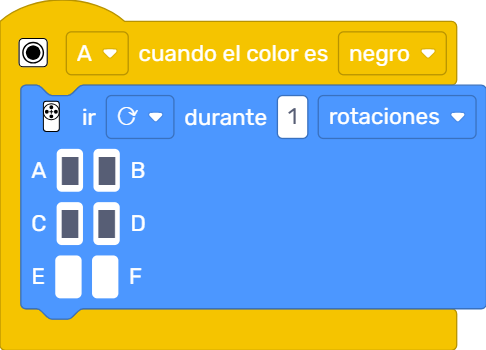 A cuando el color es negro
ir durante 1 rotaciones
A B
C D
E F